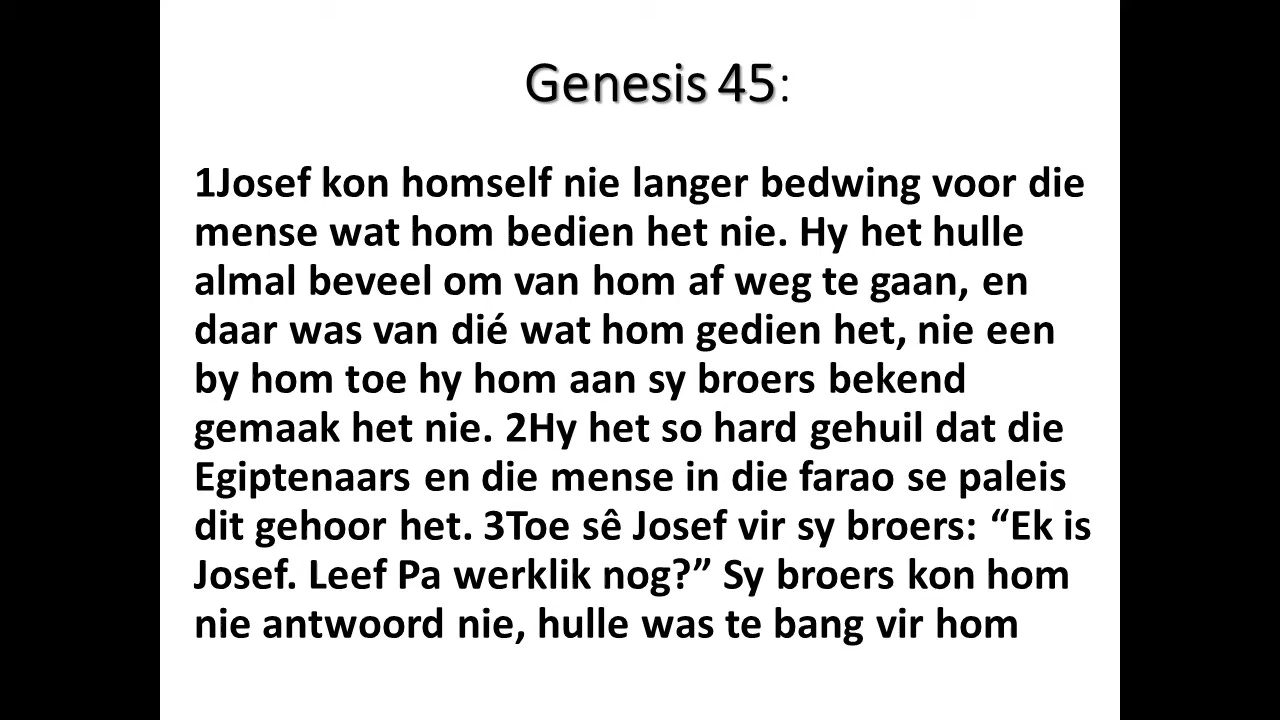 Genesis 45:
1Josef kon homself nie langer bedwing voor die
mense wat hom bedien het nie. Hy het hulle
almal beveel om van hom af weg te gaan, en
daar was van dié wat hom gedien het, nie een
by hom toe hy hom aan sy broers bekend
gemaak het nie. 2Hy het so hard gehuil dat die
Egiptenaars en die mense in die farao se paleis
dit gehoor het. 3Toe sê Josef vir sy broers: “Ek is
Josef. Leef Pa werklik nog?” Sy broers kon hom
nie antwoord nie, hulle was te bang vir hom